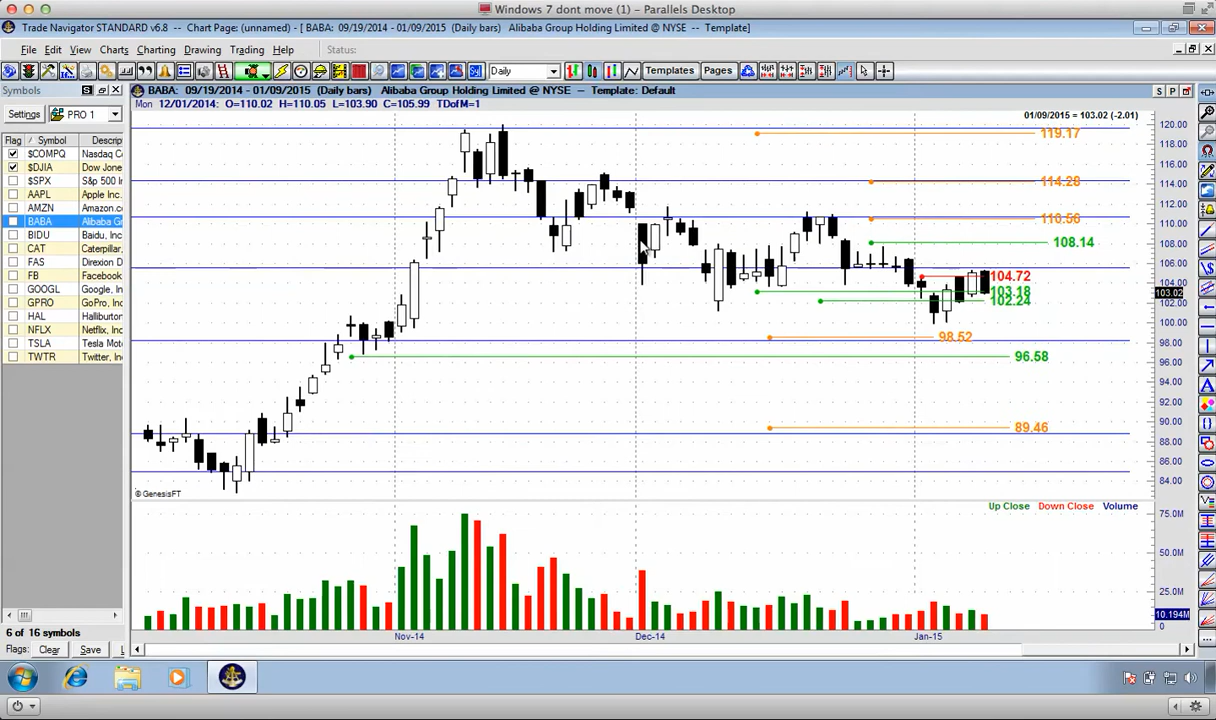 Windows 7 dont move (1) - Parallels Desktop
Trade Navigator STANDARD v6.8 - Chart Page: (unnamed) - [ BABA: 09/19/2014 - 01/09/2015 (Daily bars) Alibaba Group Holding Limited @ NYSE -- Template]
File Edit View Charts Charting Drawing Trading Help Status:
Daily Templates Pages
Symbols S BABA: 09/19/2014 - 01/09/2015 (Daily bars) Alibaba Group Holding Limited @ NYSE -- Template: Default S P
Mon 12/01/2014: O=110.02 H=110.05 L=103.90 C=105.99 TDofM=1
Settings PRO 1
01/09/2015 = 103.02 (-2.01)
Flag Symbol Descrip
$COMPQ Nasdaq Co
$DJIA Dow Jones
$SPX S&p 500 I
AAPL Apple Inc.
AMZN Amazon.c
BABA Alibaba Gr
BIDU Baidu, Inc
CAT Caterpillar,
FAS Direxion D
FB Facebook
GOOGL GooGle, In
GPRO GoPro, Inc
HAL Halliburtor
NFLX Netflix, Inc
TSLA Tesla Mot
TWTR Twitter, Inc
120.00
118.00
116.00
114.00
112.00
110.00
108.00
106.00
104.00
103.02
102.00
100.00
98.00
96.00
94.00
92.00
90.00
88.00
86.00
84.00
119.17
114.28
110.56
108.14
104.72
103.18
102.24
98.52
96.58
89.46
© GenesisFT
Up Close Down Close Volume
75.0M
50.0M
25.0M
10.194M
0
Nov-14 Dec-14 Jan-15
6 of 16 symbols
Flags: Clear Save